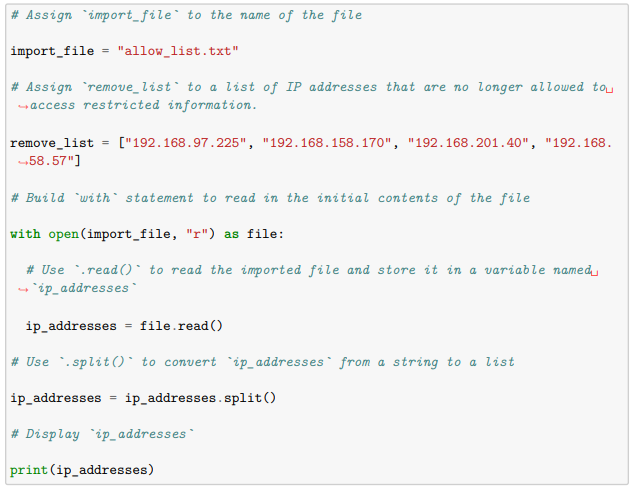 # Assign `import_file` to the name of the file
import_file = "allow_list.txt"
# Assign `remove_list` to a list of IP addresses that are no longer allowed to␣
↪access restricted information.
remove_list = ["192.168.97.225", "192.168.158.170", "192.168.201.40", "192.168.
↪58.57"]
# Build `with` statement to read in the initial contents of the file
with open(import_file, "r") as file:
  # Use `.read()` to read the imported file and store it in a variable named␣
↪`ip_addresses`
  ip_addresses = file.read()
# Use `.split()` to convert `ip_addresses` from a string to a list
ip_addresses = ip_addresses.split()
# Display `ip_addresses`
print(ip_addresses)